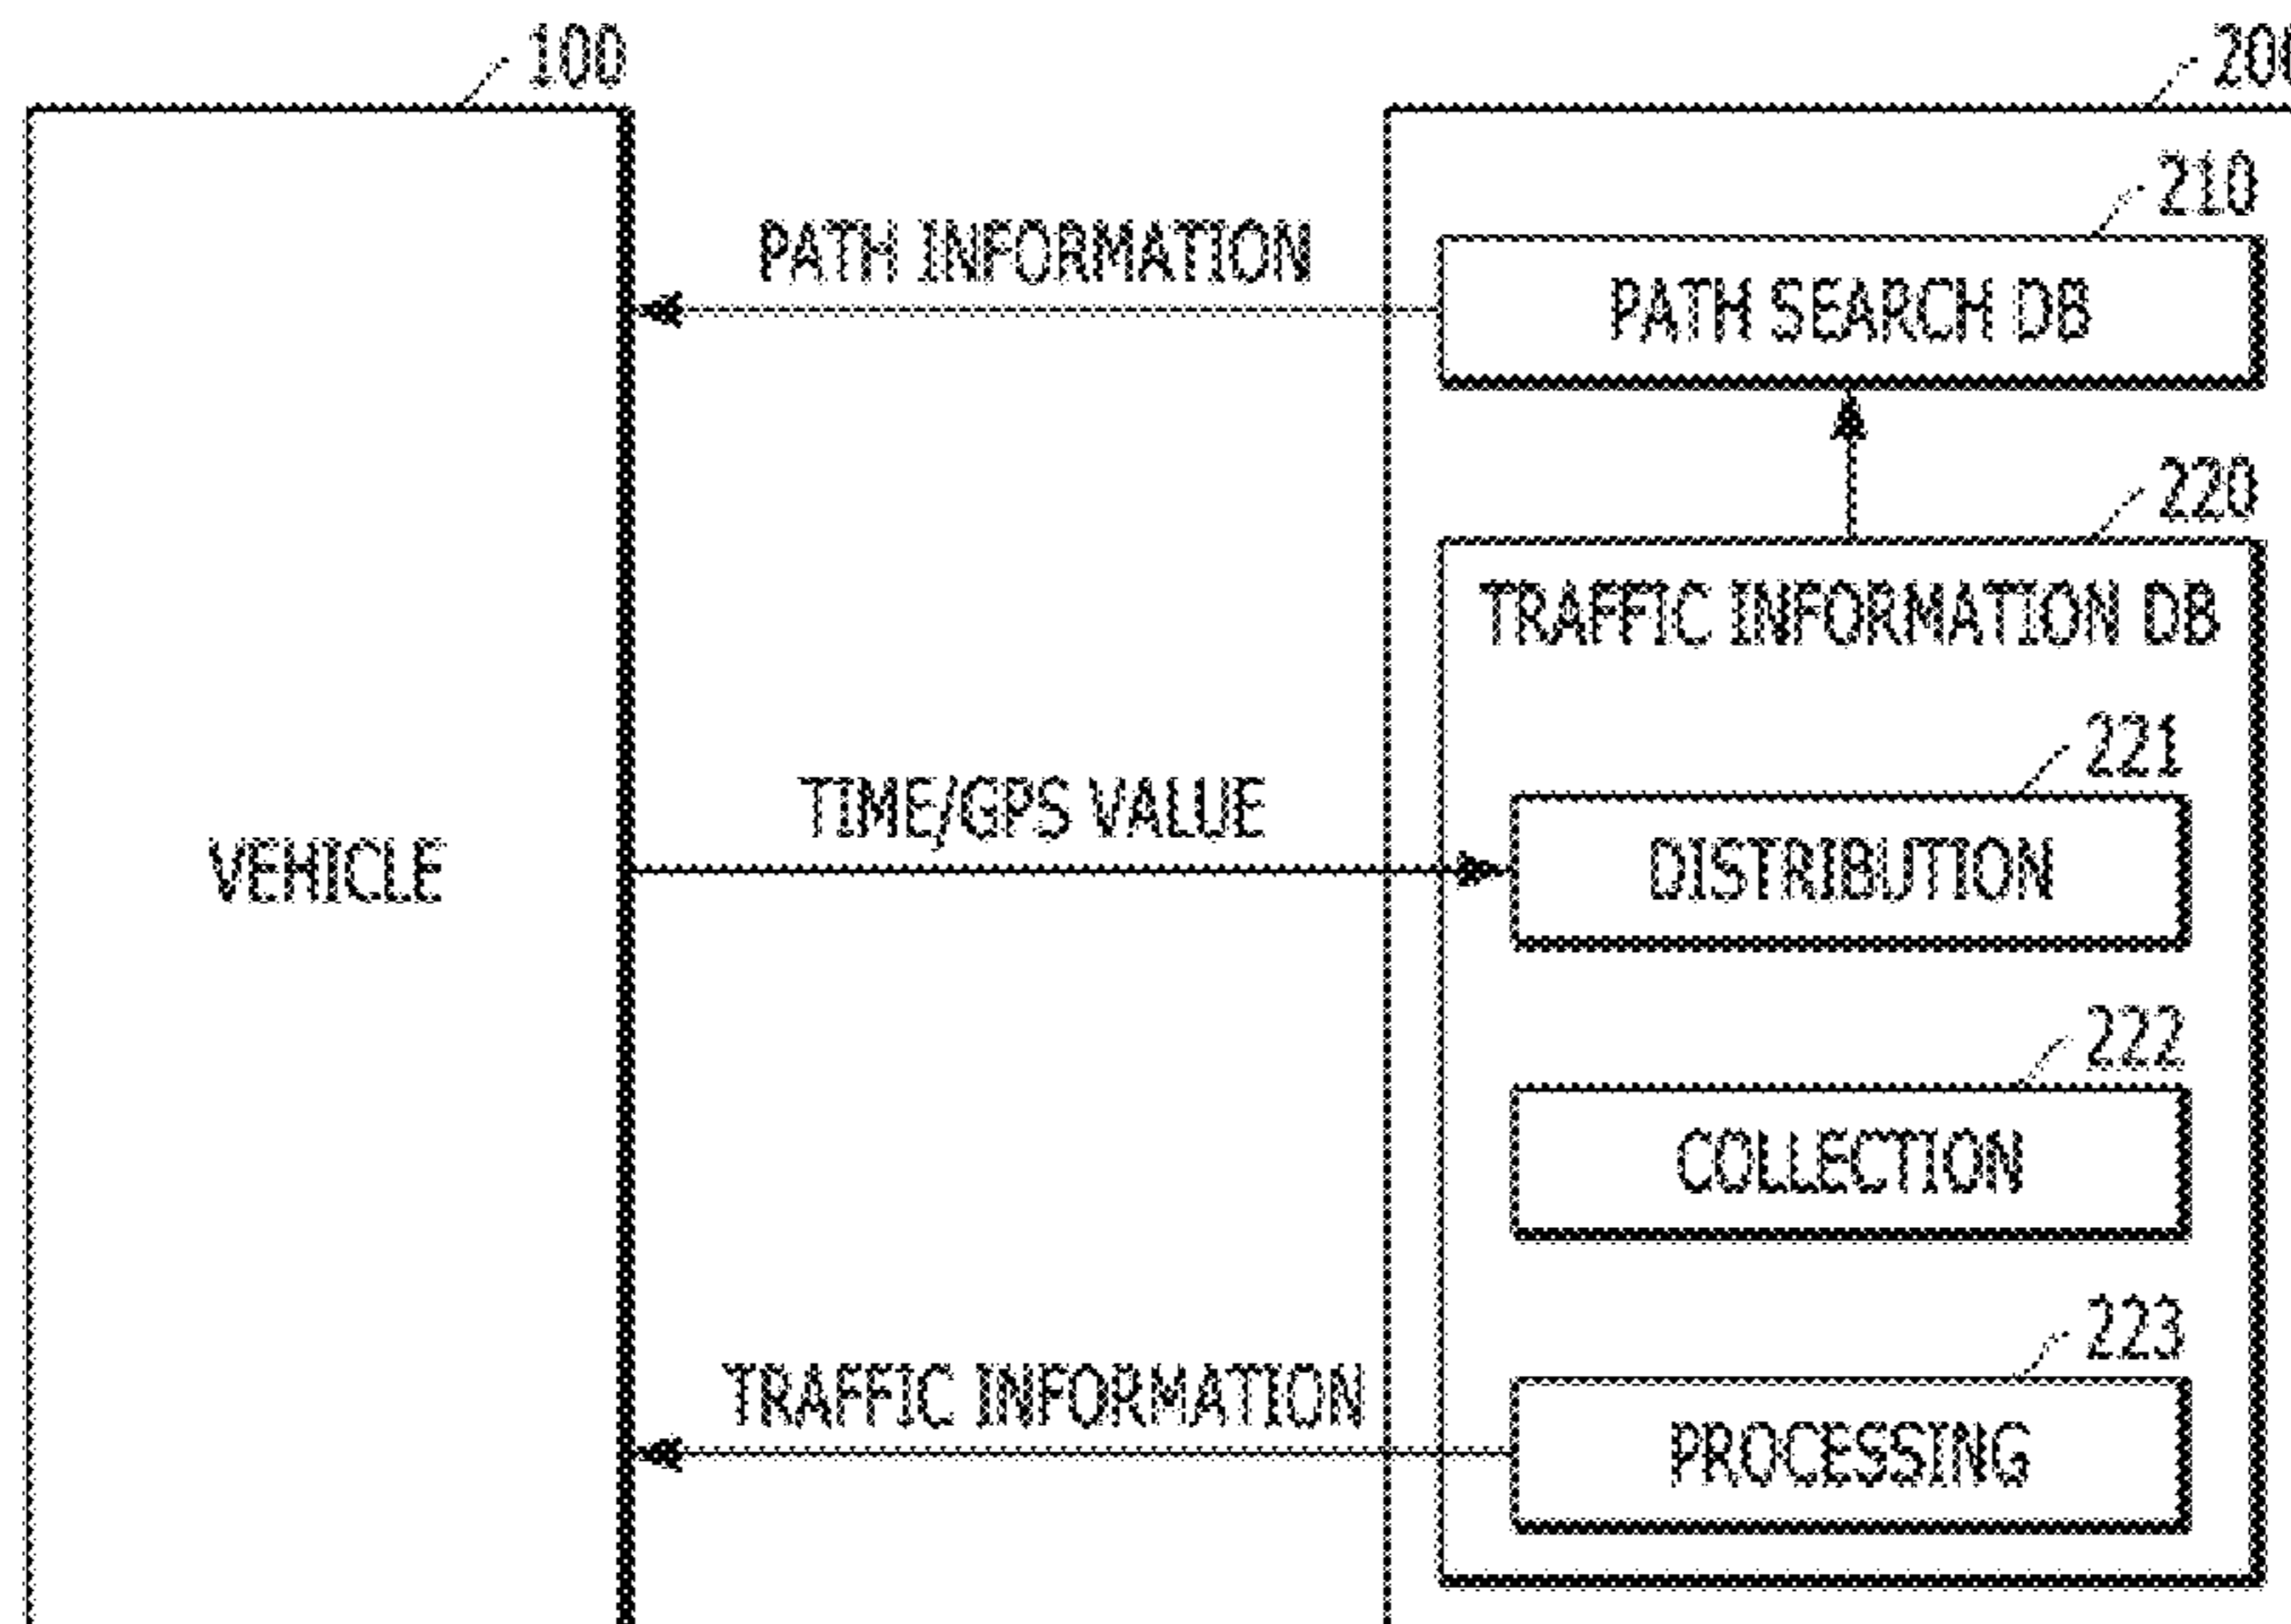 100
200
210
PATH INFORMATION
PATH SEARCH DB
220
TRAFFIC INFORMATION DB
221
TIME/GPS VALUE
VEHICLE
DISTRIBUTION
222
COLLECTION
223
TRAFFIC INFORMATION
PROCESSING